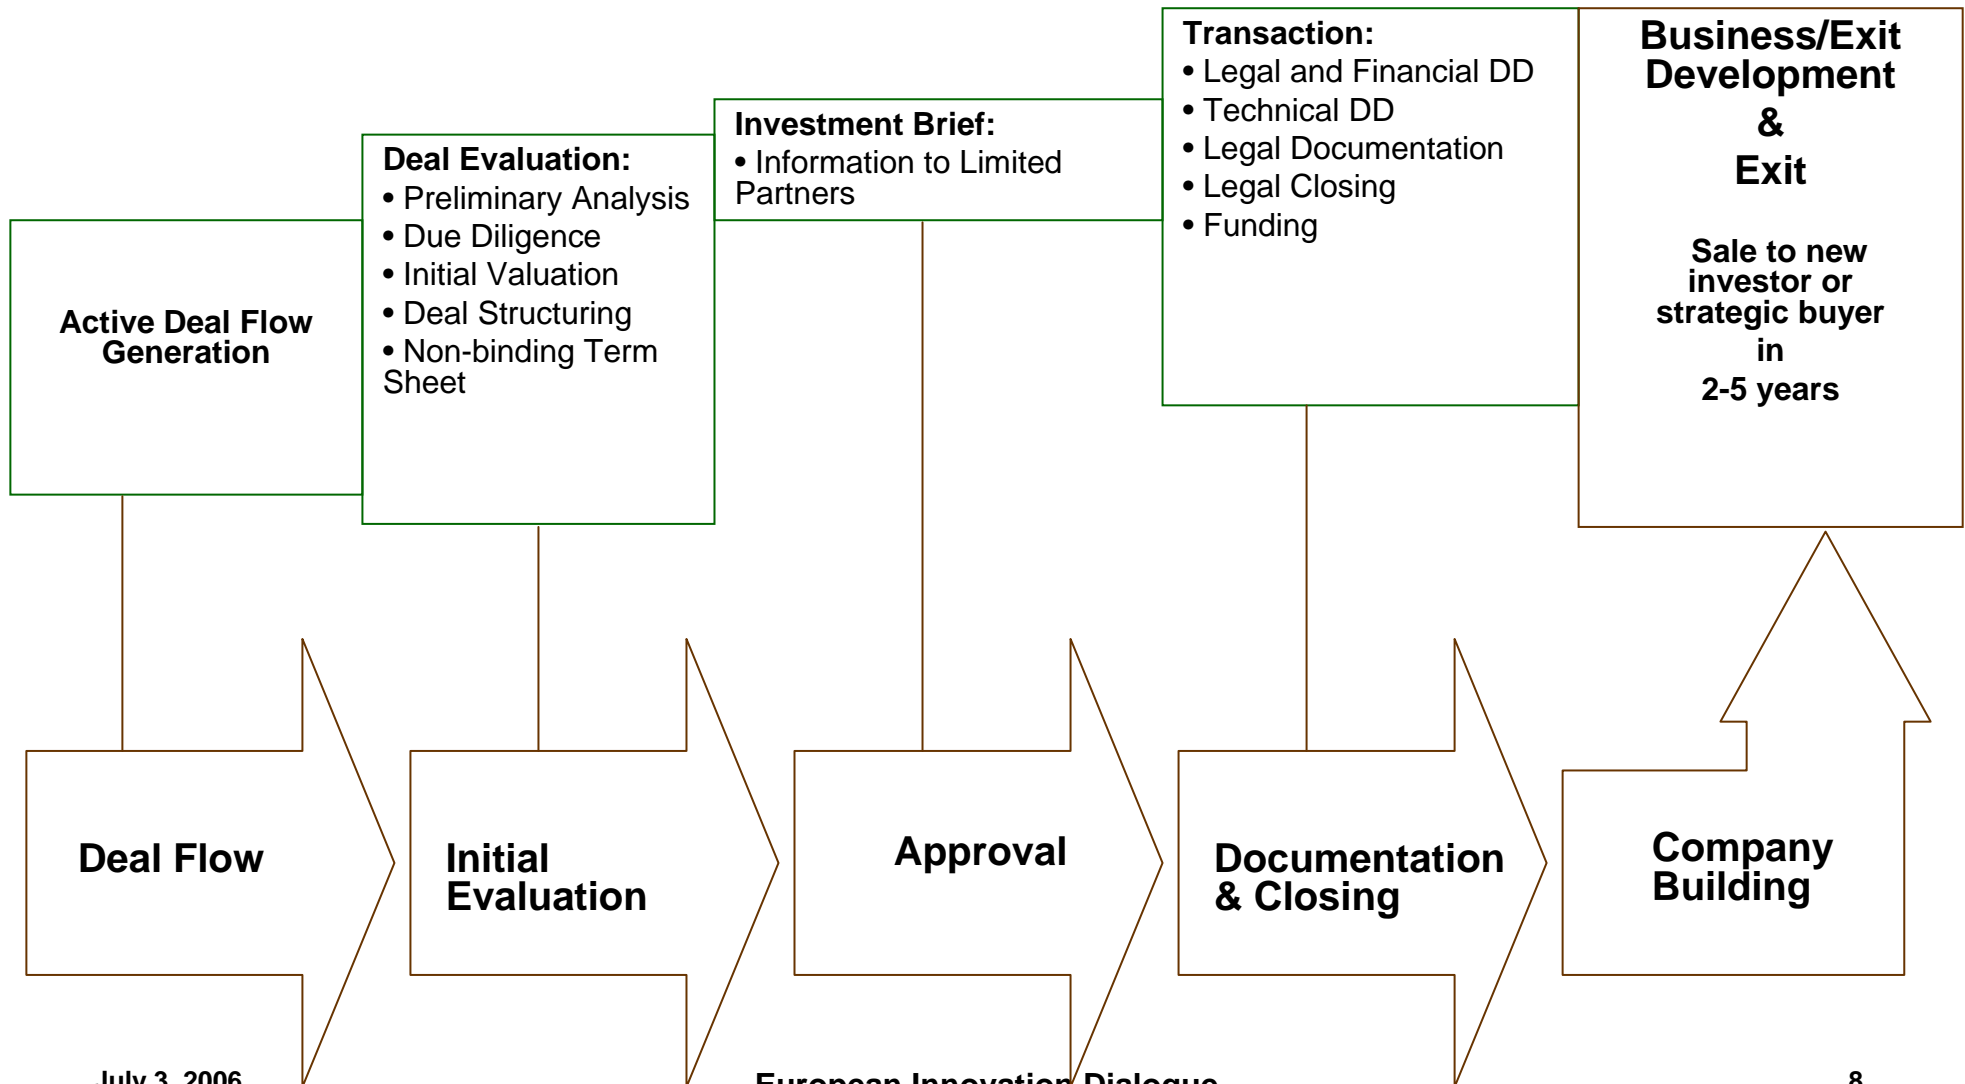 Active Deal Flow
Generation
Deal Evaluation:
• Preliminary Analysis
• Due Diligence
• Initial Valuation
• Deal Structuring
• Non-binding Term
Sheet
Investment Brief:
• Information to Limited
Partners
Transaction:
• Legal and Financial DD
• Technical DD
• Legal Documentation
• Legal Closing
• Funding
Business/Exit
Development
&
Exit
Sale to new
investor or
strategic buyer
in
2-5 years
Deal Flow
Initial
Evaluation
Approval
Documentation
& Closing
Company
Building
July 3, 2006
European Innovation Dialogue
8